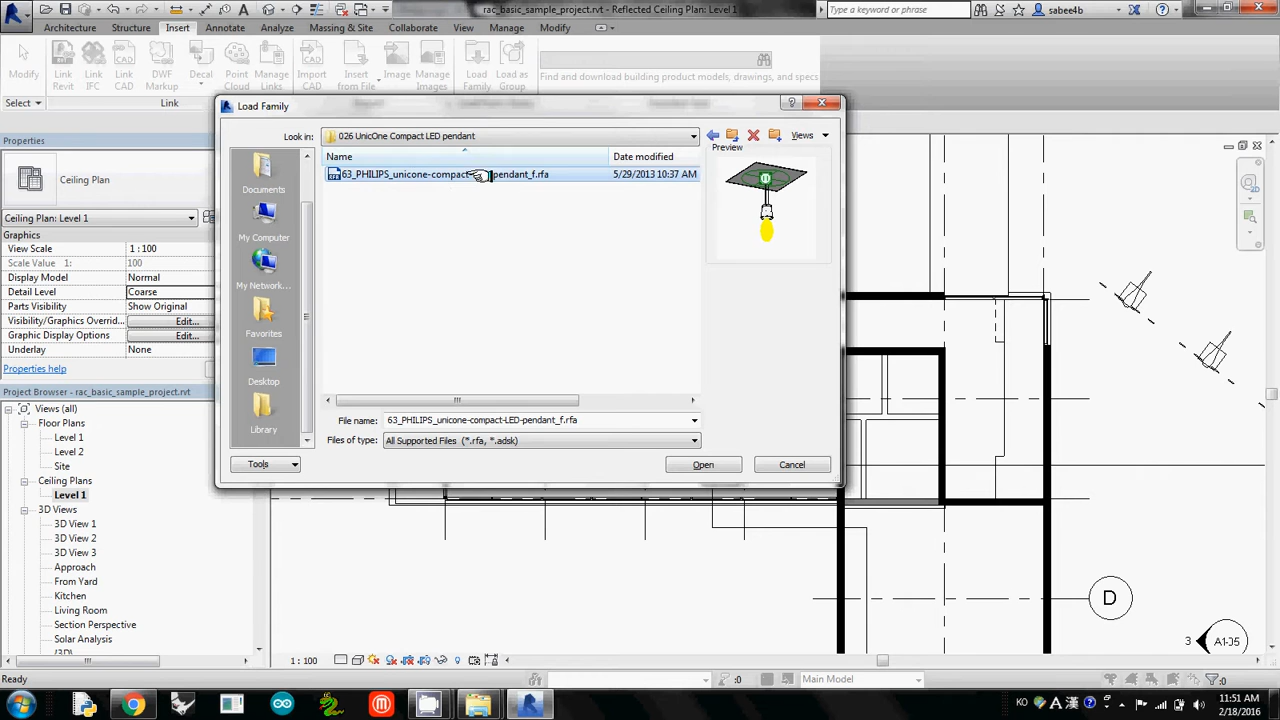 rac_basic_sample_project.rvt - Reflected Ceiling Plan: Level 1
Type a keyword or phrase
sabee4b
Architecture Structure Insert Annotate Analyze Massing & Site Collaborate View Manage Modify
Modify
Link Revit
Link IFC
Link CAD
DWF Markup
Decal
Point Cloud
Manage Links
Import CAD
Insert from File
Image
Manage Images
Load Family
Load as Group
Find and download building product models, drawings, and specs
Select
Link
Load Family
Properties
Ceiling Plan
Ceiling Plan: Level 1
Graphics
View Scale 1 : 100
Scale Value 1: 100
Display Model Normal
Detail Level Coarse
Parts Visibility Show Original
Visibility/Graphics Overrid... Edit...
Graphic Display Options Edit...
Underlay None
Properties help
Project Browser - rac_basic_sample_project.rvt
Views (all)
Floor Plans
Level 1
Level 2
Site
Ceiling Plans
Level 1
3D Views
3D View 1
3D View 2
3D View 3
Approach
From Yard
Kitchen
Living Room
Section Perspective
Solar Analysis
Look in: 026 UnicOne Compact LED pendant
Views
Name Date modified
63_PHILIPS_unicone-compact- pendant_f.rfa 5/29/2013 10:37 AM
Preview
Documents
My Computer
My Network...
Favorites
Desktop
Library
File name: 63_PHILIPS_unicone-compact-LED-pendant_f.rfa
Files of type: All Supported Files (*.rfa, *.adsk)
Tools Open Cancel
D
3 A1-J5
1 : 100
Ready
:0
Main Model
:0
KO A 漢
11:51 AM
2/18/2016